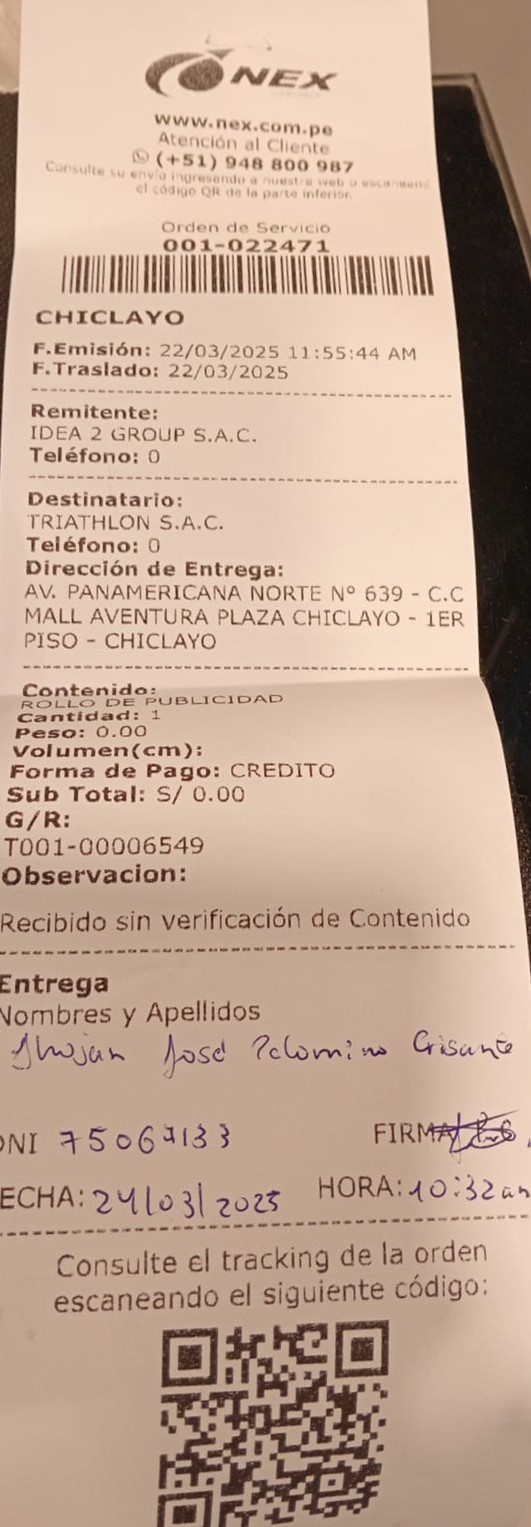 NEX
www.nex.com.pe
Atención al Cliente
(+51) 948 800 987
Consulte su envío ingresando a nuestra web o escaneand
el código QR de la parte inferior.
Orden de Servicio
001-022471
CHICLAYO
F.Emisión: 22/03/2025 11:55:44 AM
F.Traslado: 22/03/2025
Remitente:
IDEA 2 GROUP S.A.C.
Teléfono: 0
Destinatario:
TRIATHLON S.A.C.
Teléfono: 0
Dirección de Entrega:
AV. PANAMERICANA NORTE Nº 639 - C.C
MALL AVENTURA PLAZA CHICLAYO - 1ER
PISO - CHICLAYO
Contenido:
ROLLO DE PUBLICIDAD
Cantidad: 1
Peso: 0.00
Volumen(cm):
Forma de Pago: CREDITO
Sub Total: S/ 0.00
G/R:
T001-00006549
Observacion:
Recibido sin verificación de Contenido
Entrega
Nombres y Apellidos
José Palomino
DNI
FIRMA
ECHA: 24/03/2025 HORA: 10:32 am
Consulte el tracking de la orden
escaneando el siguiente código: